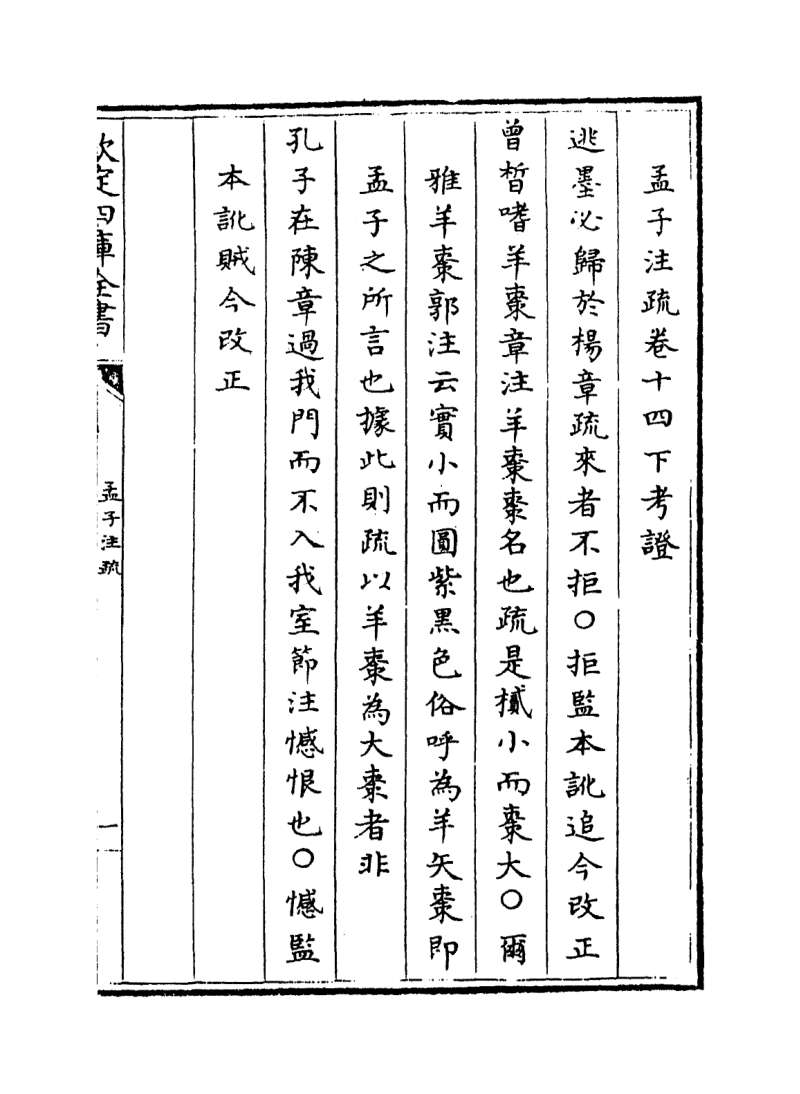 孟子注疏卷十四下考證
逃墨必歸於楊章疏來者不拒○拒監本訛追今改正
曾晳嗜羊棗章注羊棗棗名也疏是樲小而棗大○爾
雅羊棗郭注云實小而圓紫黑色俗呼為羊矢棗即
孟子之所言也據此則疏以羊棗為大棗者非
孔子在陳章過我門而不入我室節注憾恨也○憾監
本訛賊今改正
欽定四庫全書
孟子注疏
一